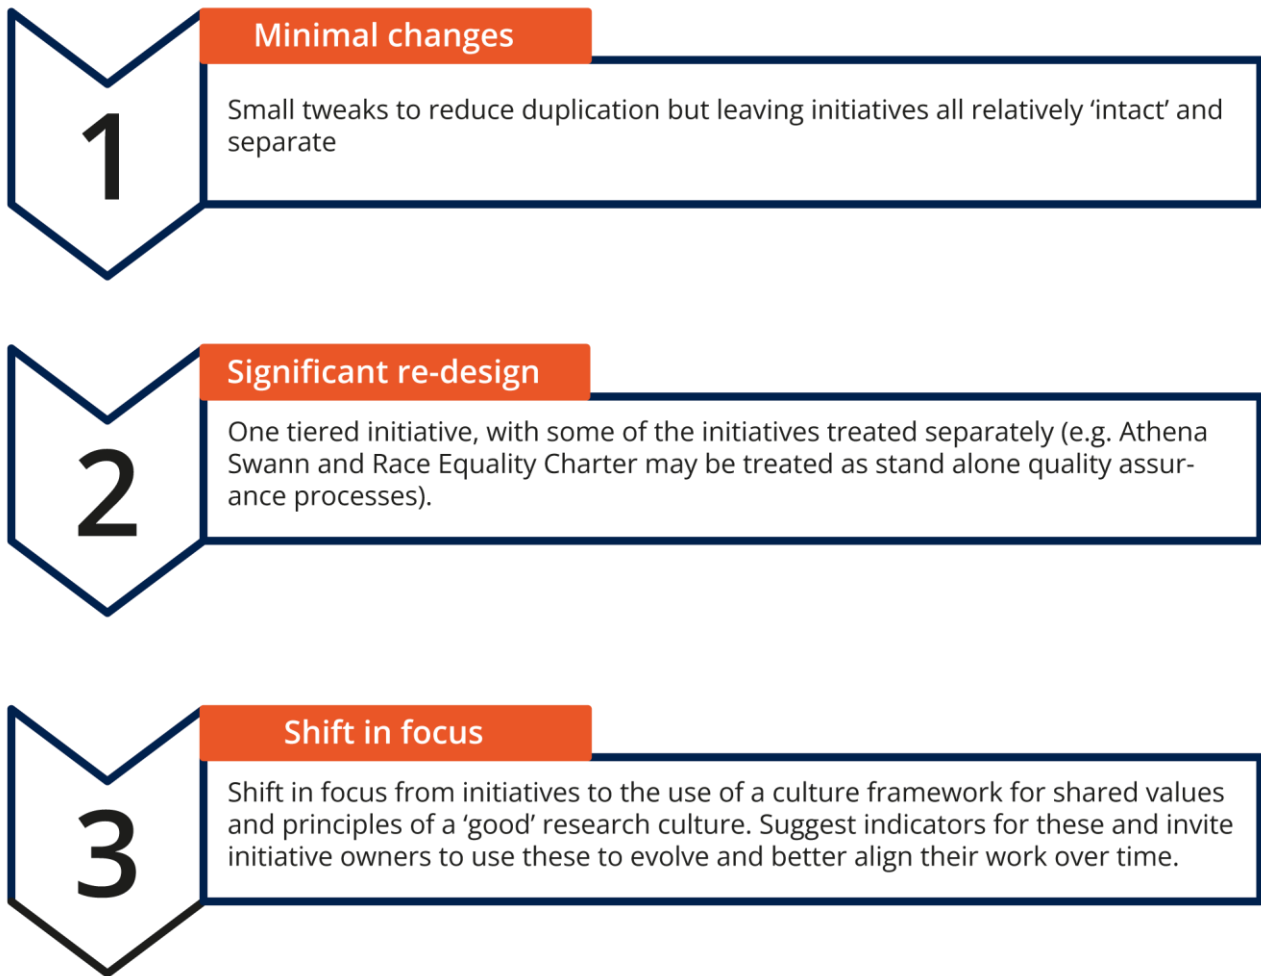 Minimal changes
1
Small tweaks to reduce duplication but leaving initiatives all relatively ‘intact’ and
separate
Significant re-design
2
One tiered initiative, with some of the initiatives treated separately (e.g. Athena
Swann and Race Equality Charter may be treated as stand alone quality assur-
ance processes).
Shift in focus
3
Shift in focus from initiatives to the use of a culture framework for shared values
and principles of a ‘good’ research culture. Suggest indicators for these and invite
initiative owners to use these to evolve and better align their work over time.